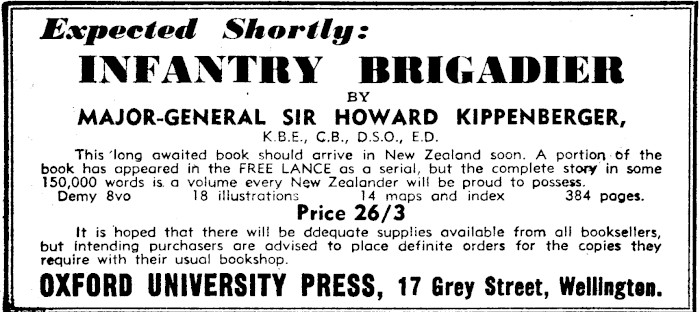 Expected Shortly:
INFANTRY BRIGADIER
BY
MAJOR-GENERAL SIR HOWARD KIPPENBERGER,
K.B.E., C.B., D.S.O., E.D.
This long awaited book should arrive in New Zealand soon. A portion of the
book has appeared in the FREE LANCE as a serial, but the complete story in some
150,000 words is a volume every New Zealander will be proud to possess.
Demy 8vo 18 illustrations 14 maps and index 384 pages.
Price 26/3
It is hoped that there will be ddequate supplies available from all booksellers,
but intending purchasers are advised to place definite orders for the copies they
require with their usual bookshop.
OXFORD UNIVERSITY PRESS, 17 Grey Street, Wellington.